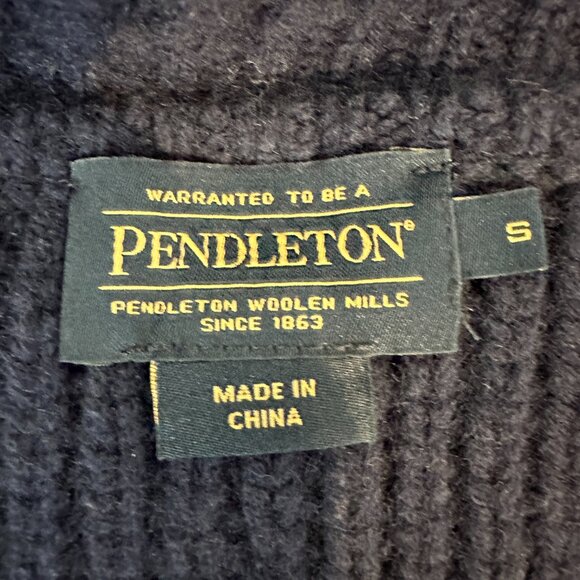 WARRANTED TO BE A
PENDLETON®
S
PENDLETON WOOLEN MILLS
SINCE 1863
MADE IN
CHINA